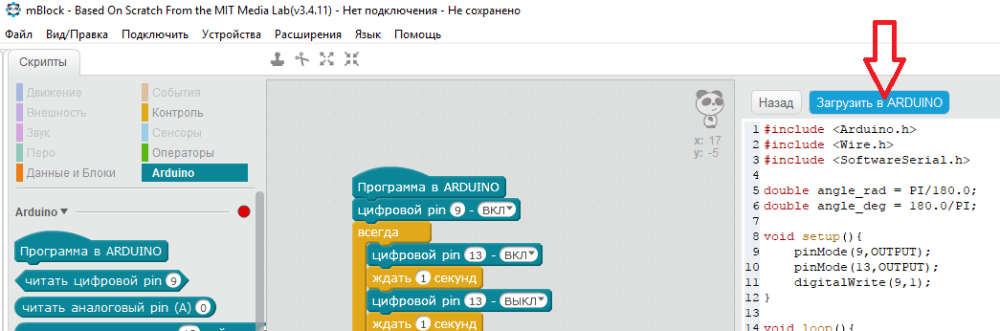 mBlock - Based On Scratch From the MIT Media Lab(v3.4.11) - Нет подключения - Не сохранено
Файл Вид/Правка Подключить Устройства Расширения Язык Помощь
Скрипты
Движение События
Внешность Контроль
Звук Сенсоры
Перо Операторы
Данные и Блоки Arduino
Arduino
Программа в ARDUINO
читать цифровой pin 9
читать аналоговый pin (A) 0
x: 17
y: -5
Программа в ARDUINO
цифровой pin 9 - ВКЛ
всегда
цифровой pin 13 - ВКЛ
ждать 1 секунд
цифровой pin 13 - ВЫКЛ
ждать 1 секунд
Назад Загрузить в ARDUINO
1 #include <Arduino.h>
2 #include <Wire.h>
3 #include <SoftwareSerial.h>
4
5 double angle_rad = PI/180.0;
6 double angle_deg = 180.0/PI;
7
8 void setup(){
9 pinMode(9,OUTPUT);
10 pinMode(13,OUTPUT);
11 digitalWrite(9,1);
12 }
13
14 void loop(){